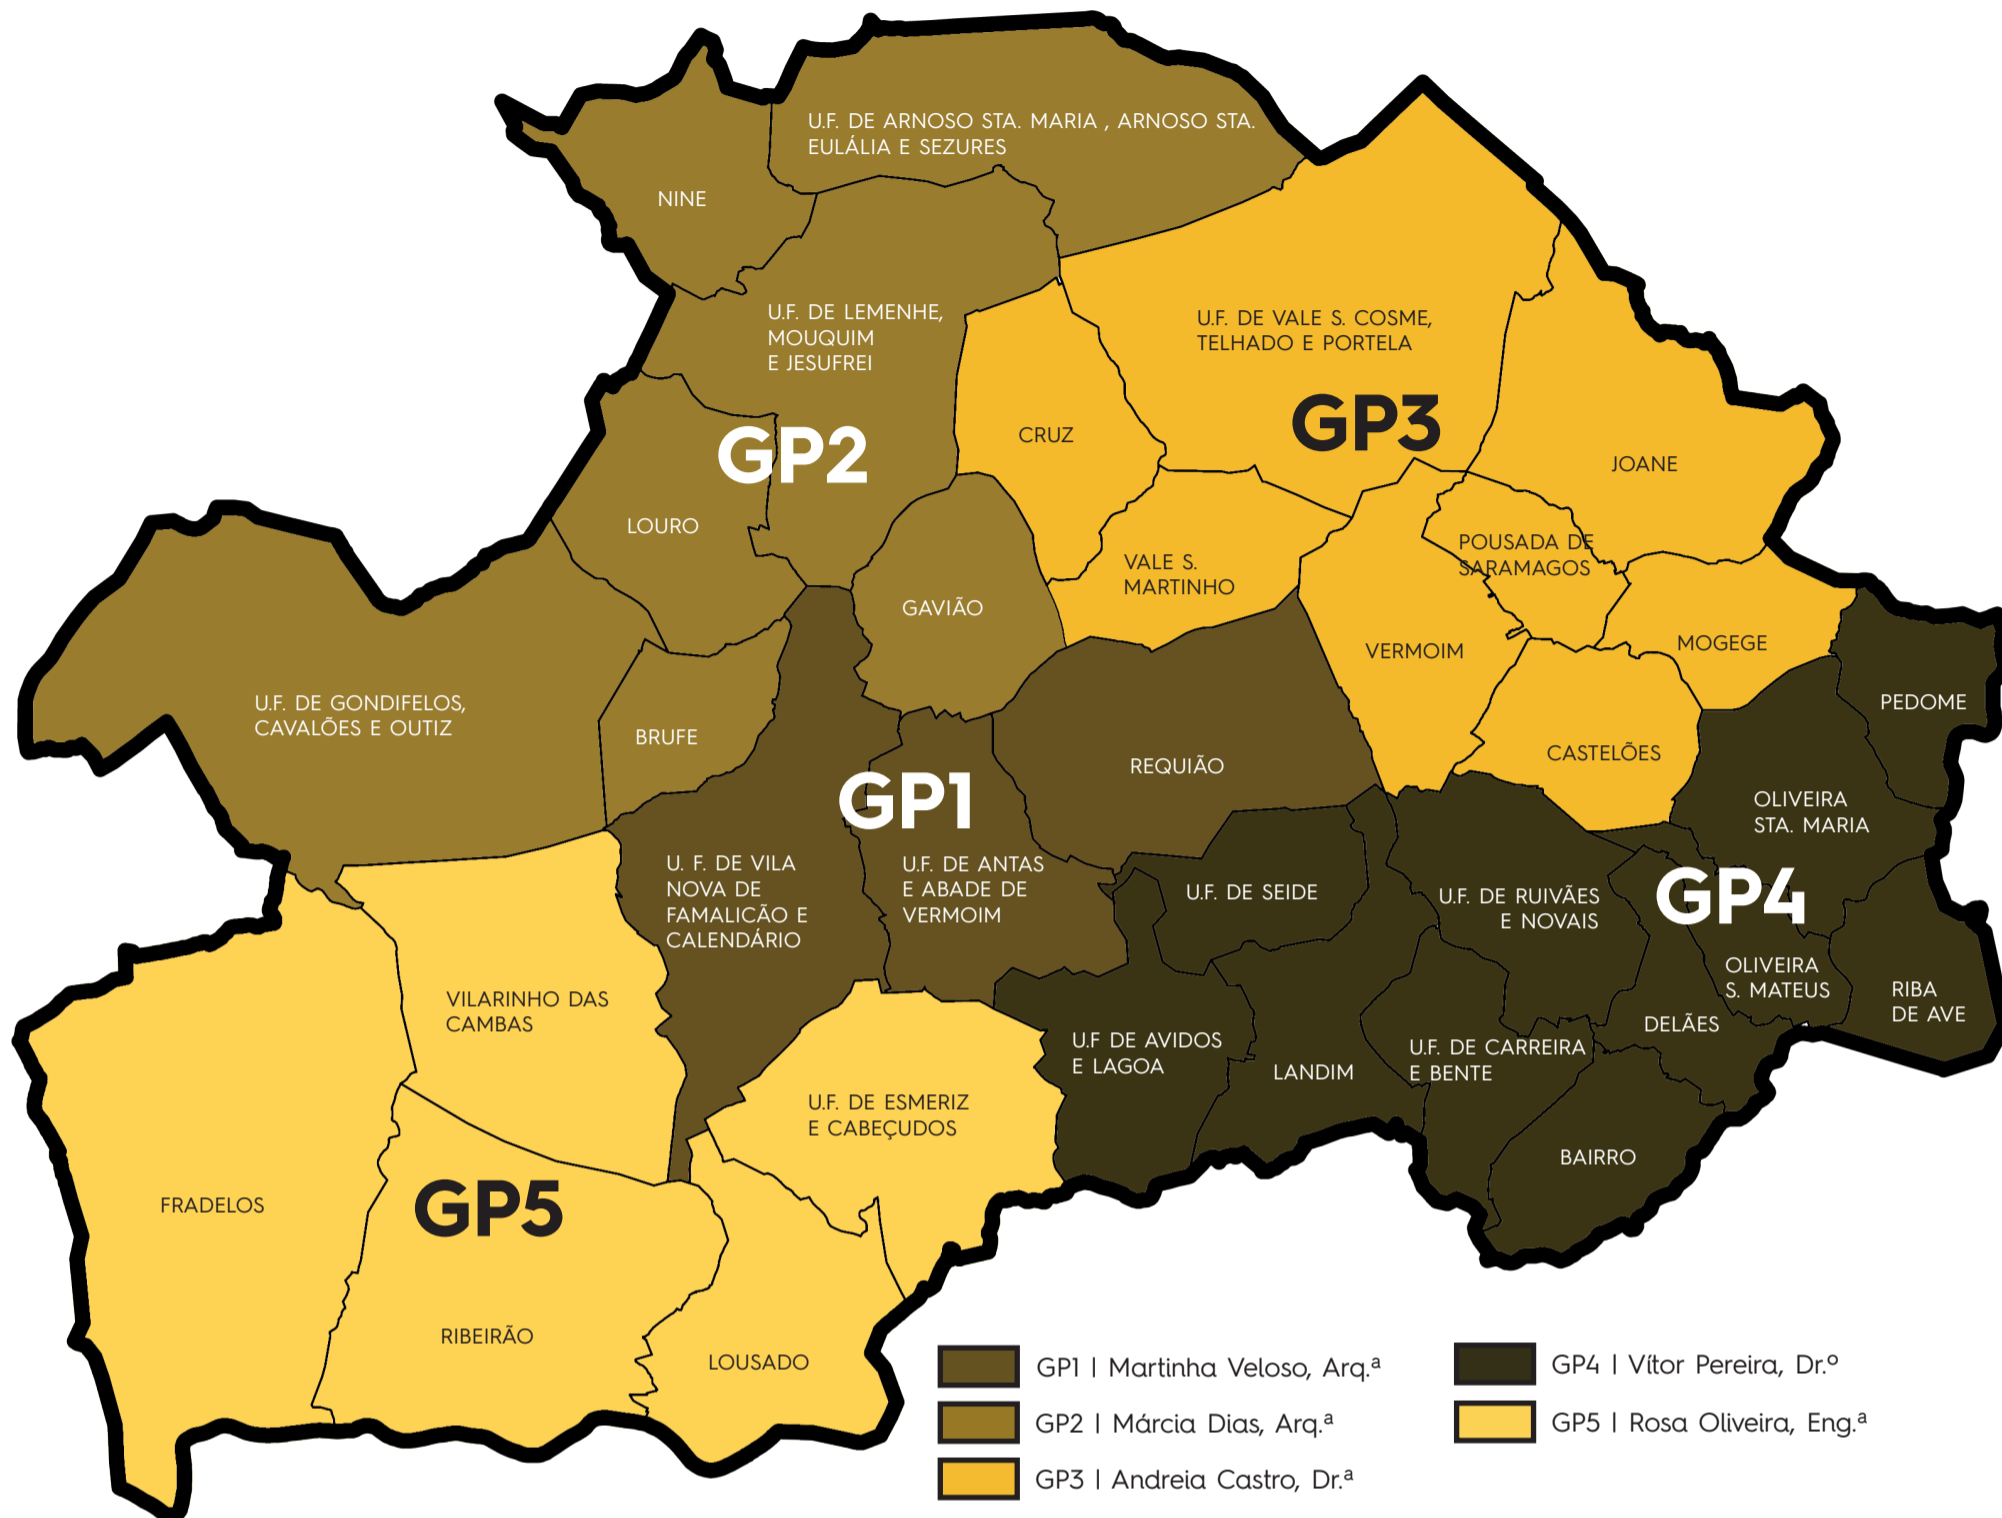 U.F. DE ARNOSO STA. MARIA , ARNOSO STA.
EULÁLIA E SEZURES
NINE
U.F. DE LEMENHE,
MOUQUIM
E JESUFREI
U.F. DE VALE S. COSME,
TELHADO E PORTELA
GP3
CRUZ
GP2
JOANE
LOURO
POUSADA DE
SARAMAGOS
VALE S.
MARTINHO
GAVIÃO
MOGEGE
VERMOIM
U.F. DE GONDIFELOS,
CAVALÕES E OUTIZ
PEDOME
BRUFE
CASTELÕES
REQUIÃO
GP1
OLIVEIRA
STA. MARIA
U. F. DE VILA
NOVA DE
FAMALICÃO E
CALENDÁRIO
U.F. DE ANTAS
E ABADE DE
VERMOIM
U.F. DE SEIDE
U.F. DE RUIVÃES
E NOVAIS
GP4
OLIVEIRA
S. MATEUS
RIBA
DE AVE
VILARINHO DAS
CAMBAS
DELÃES
U.F DE AVIDOS
E LAGOA
LANDIM
U.F. DE CARREIRA
E BENTE
U.F. DE ESMERIZ
E CABEÇUDOS
BAIRRO
FRADELOS
GP5
RIBEIRÃO
LOUSADO
GP1 | Martinha Veloso, Arq.ª
GP2 | Márcia Dias, Arq.ª
GP3 | Andreia Castro, Dr.ª
GP4 | Vítor Pereira, Dr.º
GP5 | Rosa Oliveira, Eng.ª